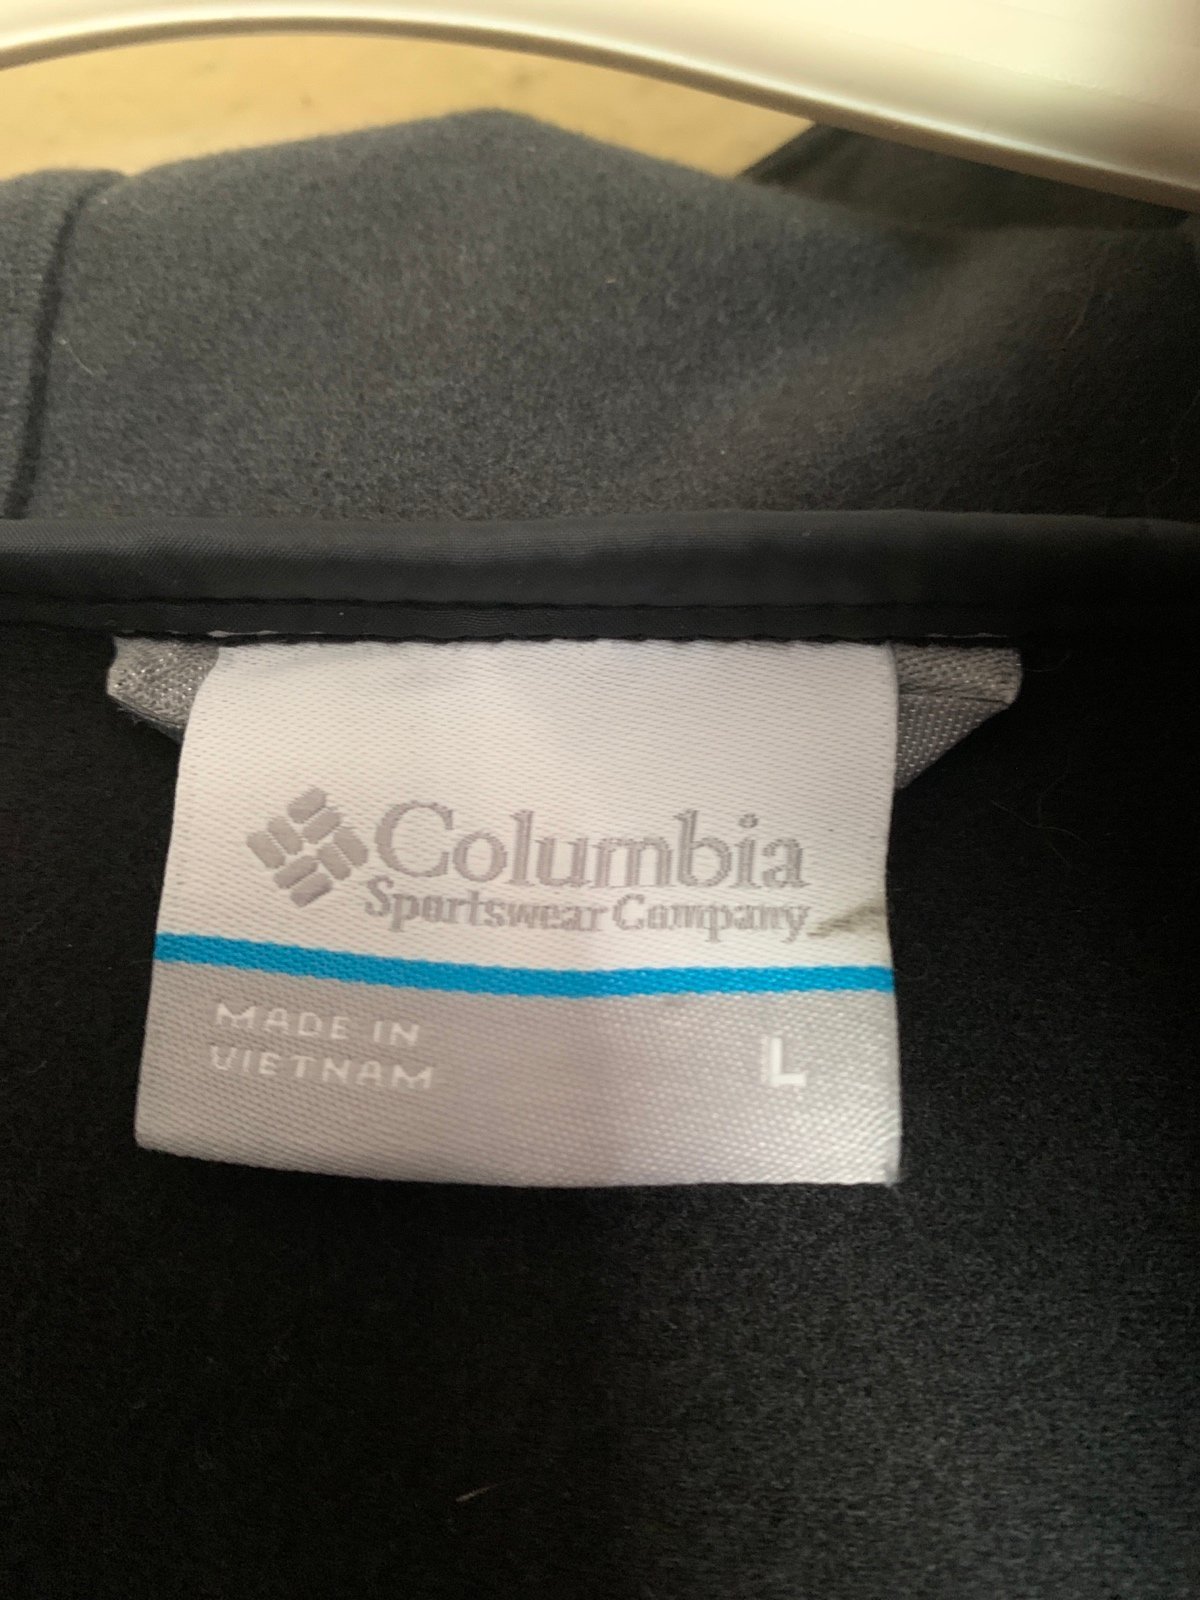 Columbia
Sportswear Company
MADE IN
VIETNAM
L